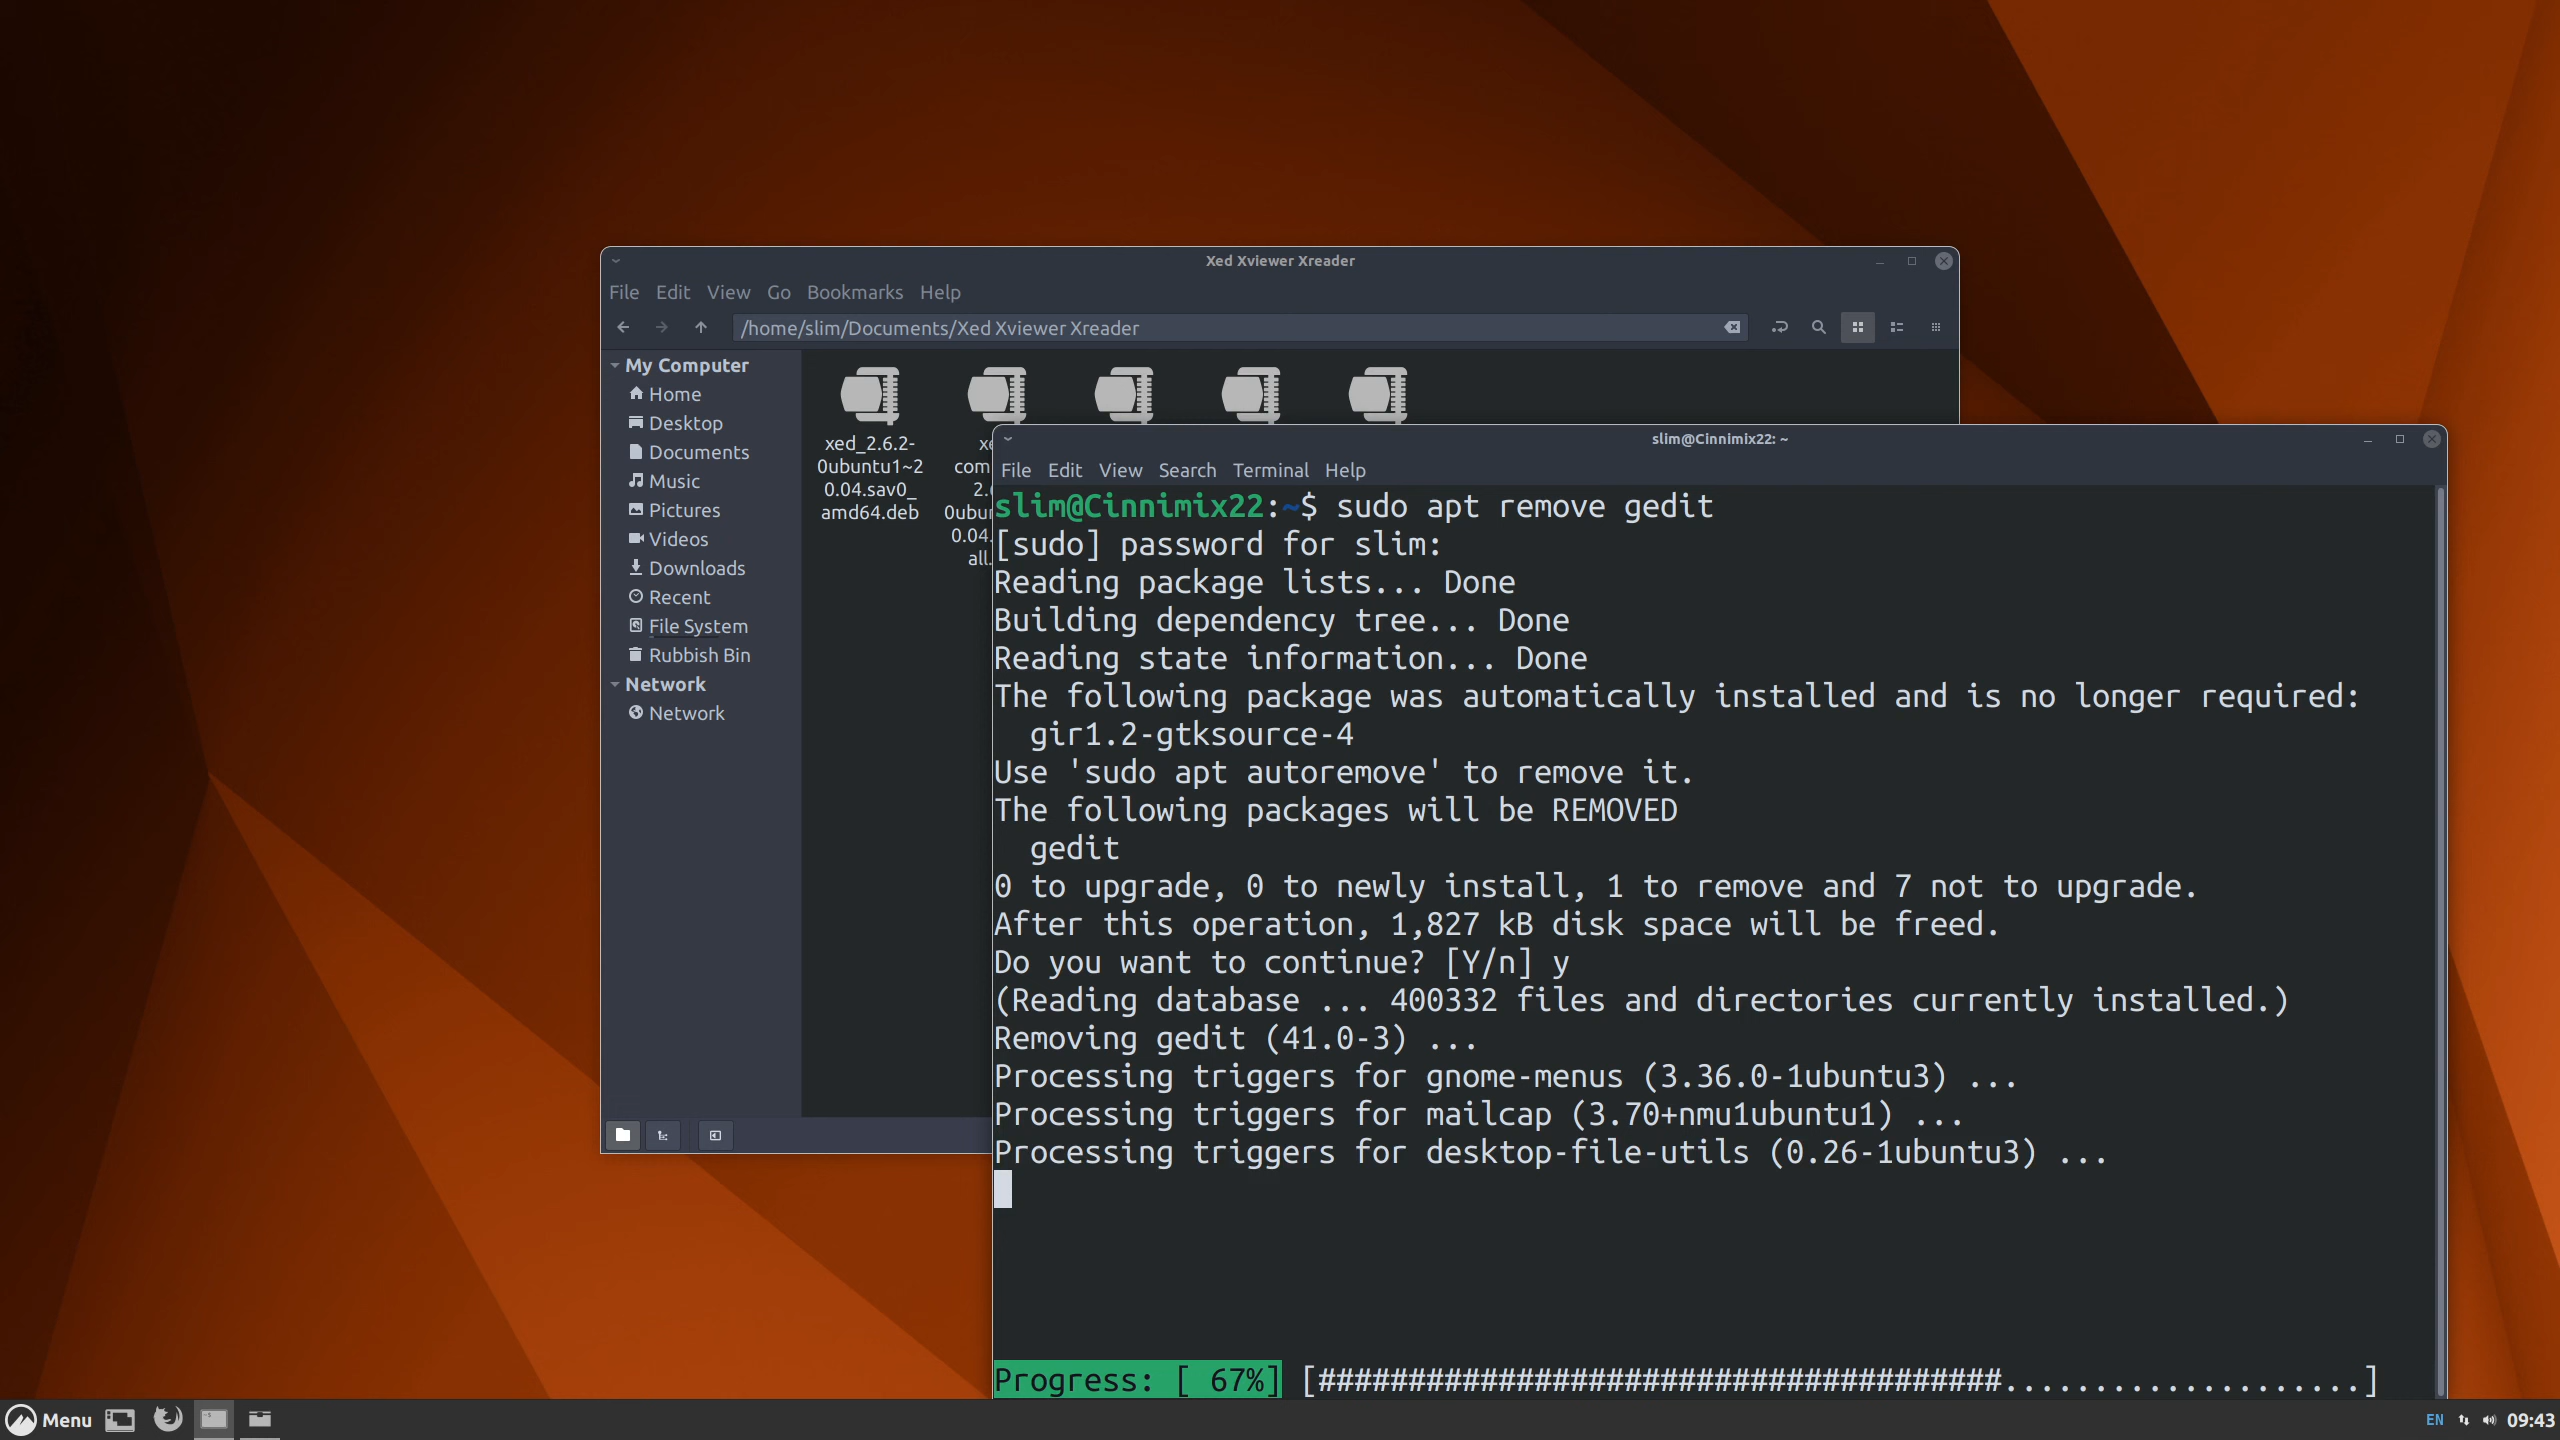 Xed Xviewer Xreader
File Edit View Go Bookmarks Help
/home/slim/Documents/Xed Xviewer Xreader
My Computer
Home
Desktop
Documents
Music
Pictures
Videos
Downloads
Recent
File System
Rubbish Bin
Network
Network
xed_2.6.2-
0ubuntu1~2
0.04.sav0_
amd64.deb
xe
com
2.
0ubun
0.04.
all.
slim@Cinnimix22: ~
File Edit View Search Terminal Help
slim@Cinnimix22:~$ sudo apt remove gedit
[sudo] password for slim:
Reading package lists... Done
Building dependency tree... Done
Reading state information... Done
The following package was automatically installed and is no longer required:
gir1.2-gtksource-4
Use 'sudo apt autoremove' to remove it.
The following packages will be REMOVED
gedit
0 to upgrade, 0 to newly install, 1 to remove and 7 not to upgrade.
After this operation, 1,827 kB disk space will be freed.
Do you want to continue? [Y/n] y
(Reading database ... 400332 files and directories currently installed.)
Removing gedit (41.0-3) ...
Processing triggers for gnome-menus (3.36.0-1ubuntu3) ...
Processing triggers for mailcap (3.70+nmu1ubuntu1) ...
Processing triggers for desktop-file-utils (0.26-1ubuntu3) ...
Progress: [ 67%] [######################################....................]
Menu
EN 09:43